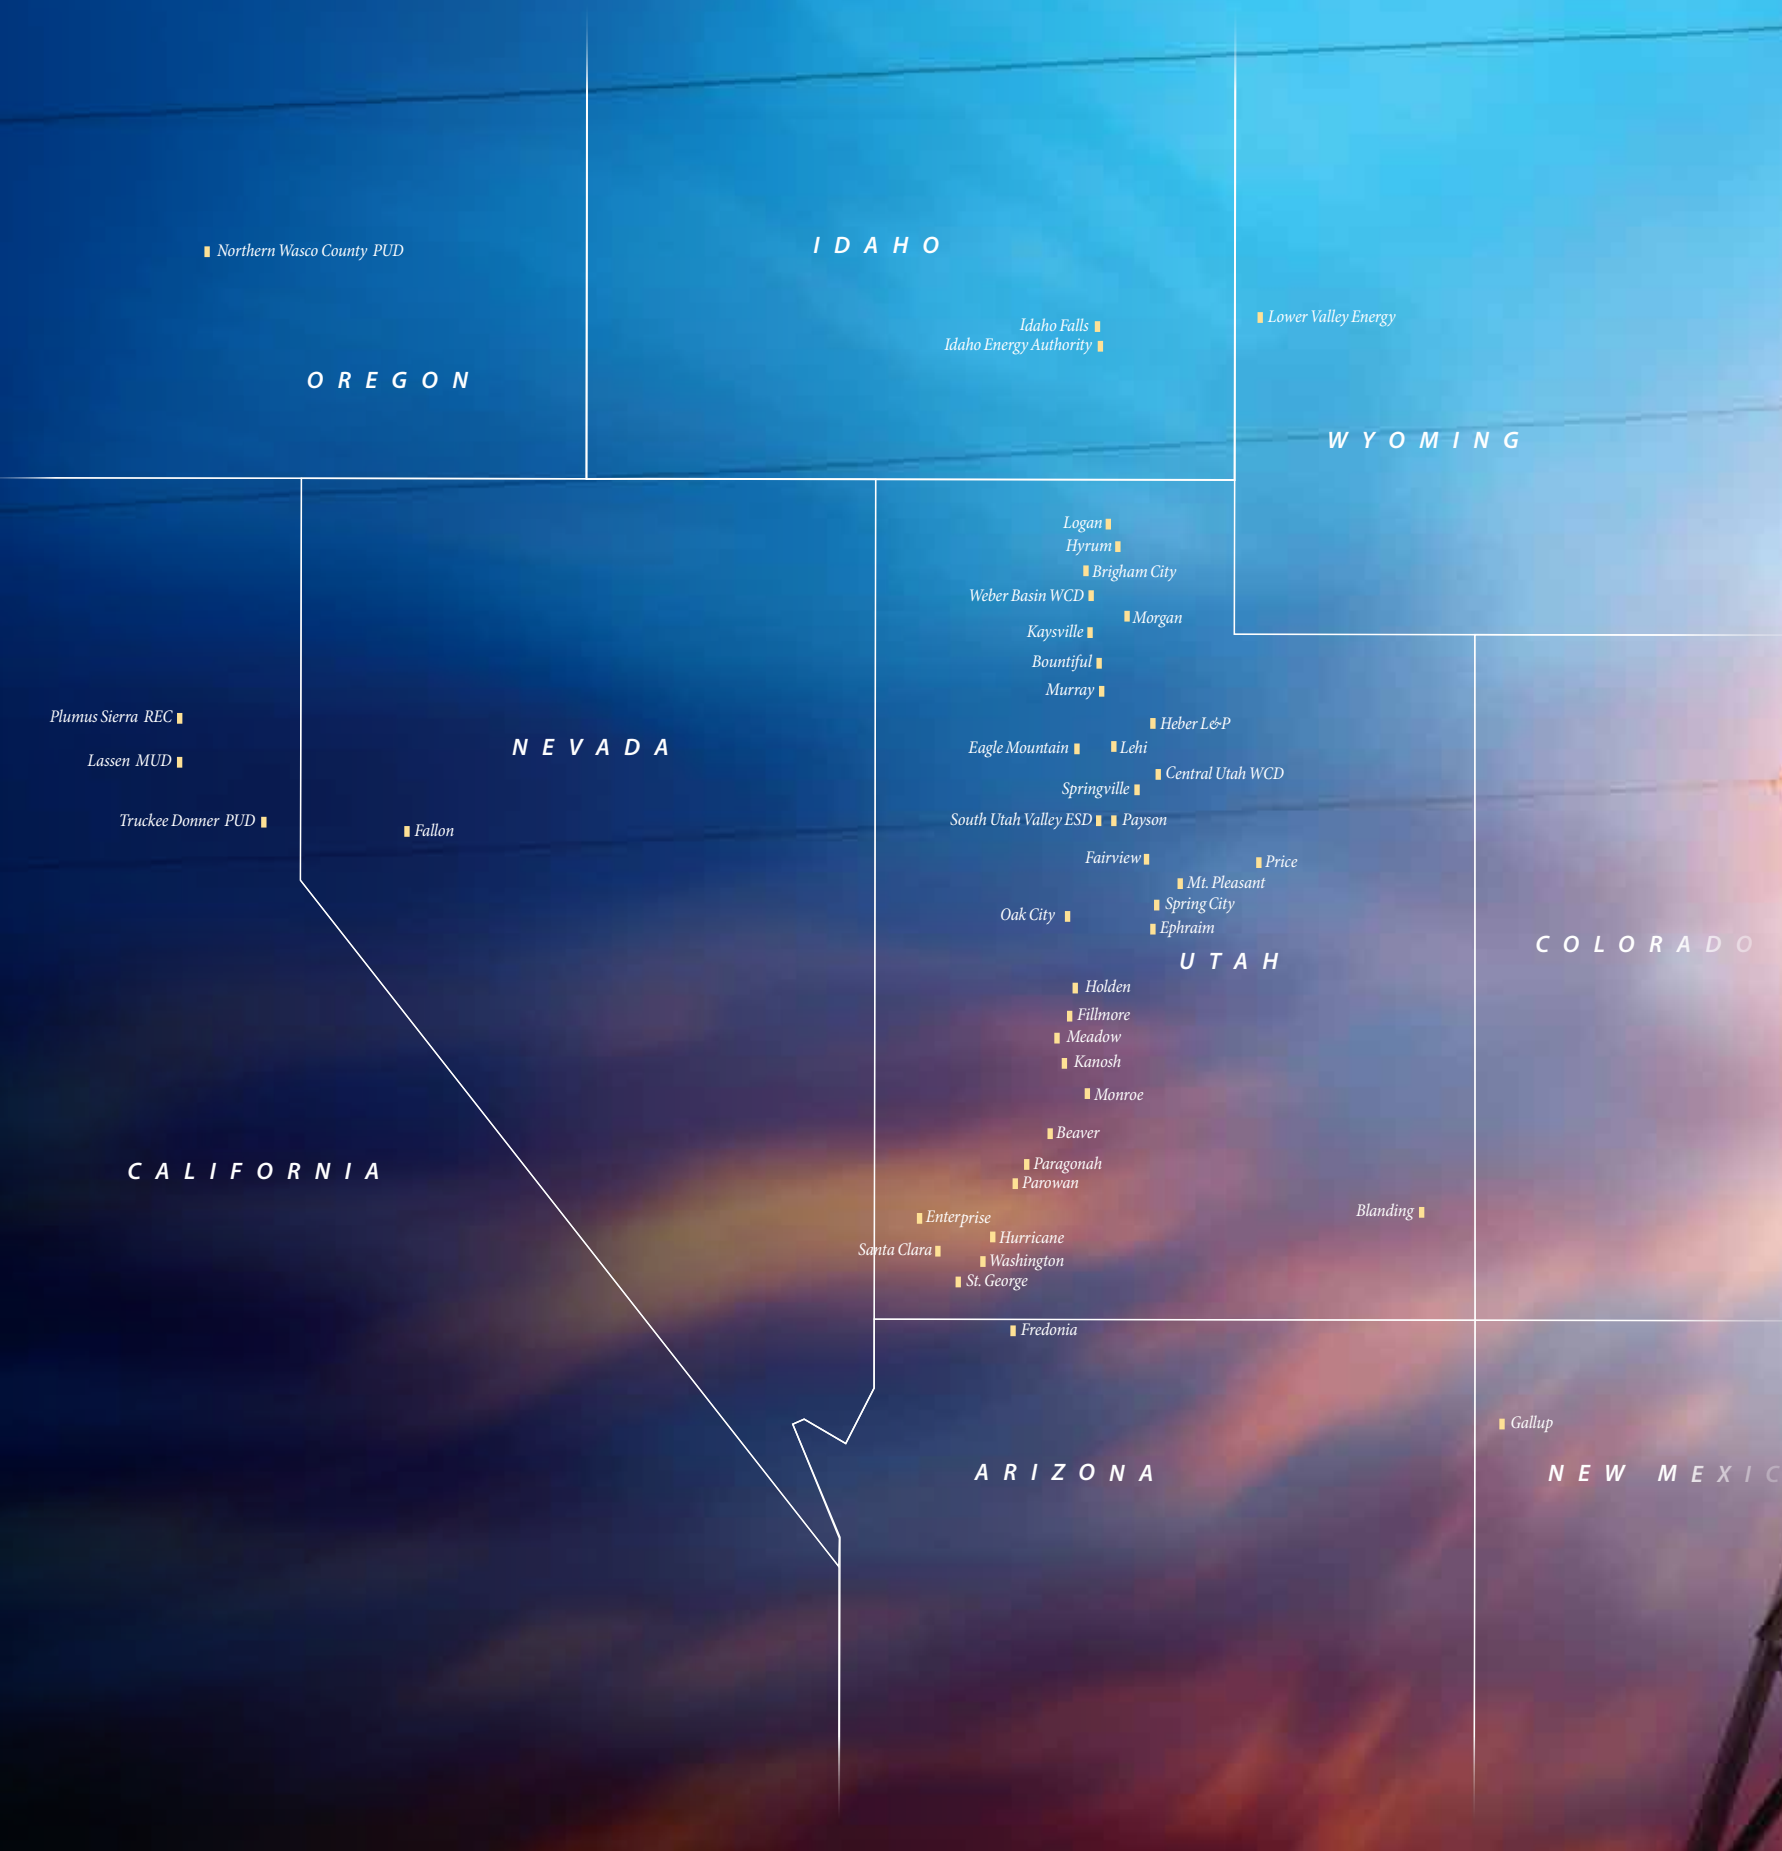 IDAHO
Northern Wasco County PUD
Lower Valley Energy
Idaho Falls
Idaho Energy Authority
OREGON
WYOMING
Logan
Hyrum
Brigham City
Weber Basin WCD
Morgan
Kaysville
Bountiful
Murray
Plumus Sierra REC
Heber L&P
NEVADA
Eagle Mountain
Lehi
Lassen MUD
Central Utah WCD
Springville
Truckee Donner PUD
South Utah Valley ESD
Payson
Fallon
Fairview
Price
Mt. Pleasant
Spring City
Oak City
Ephraim
COLORADO
UTAH
Holden
Fillmore
Meadow
Kanosh
Monroe
Beaver
Paragonah
CALIFORNIA
Parowan
Blanding
Enterprise
Hurricane
Santa Clara
Washington
St. George
Fredonia
Gallup
ARIZONA
NEW MEXIC